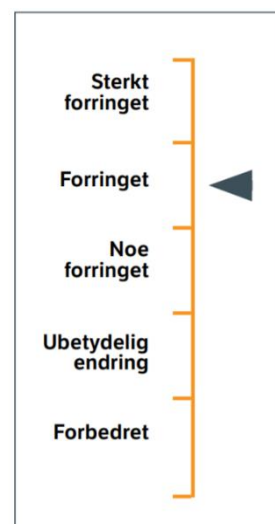 Sterkt
forringet
Forringet
Noe
forringet
Ubetydelig
endring
Forbedret